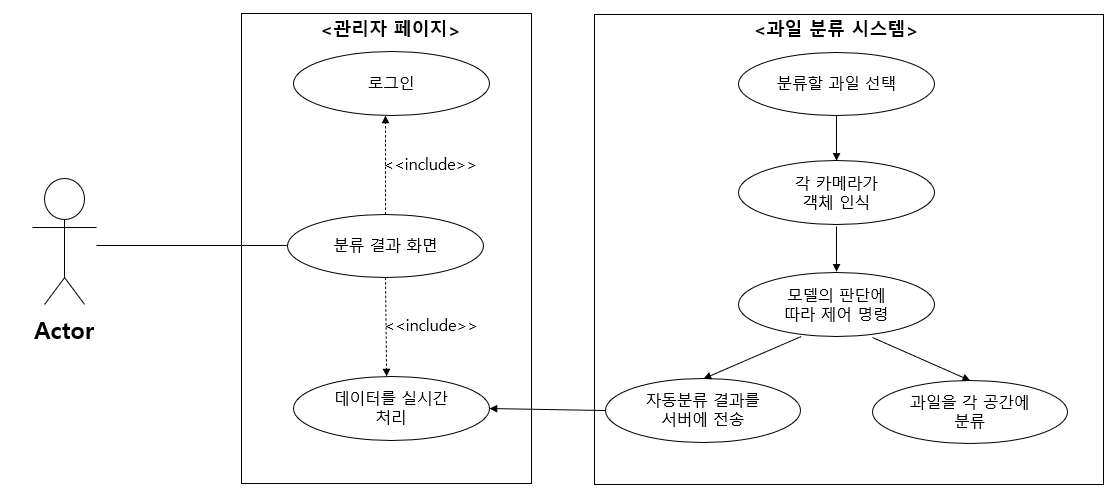 <관리자 페이지>
로그인
<<include>>
분류 결과 화면
<<include>>
데이터를 실시간
처리
Actor
<과일 분류 시스템>
분류할 과일 선택
각 카메라가
객체 인식
모델의 판단에
따라 제어 명령
자동분류 결과를
서버에 전송
과일을 각 공간에
분류